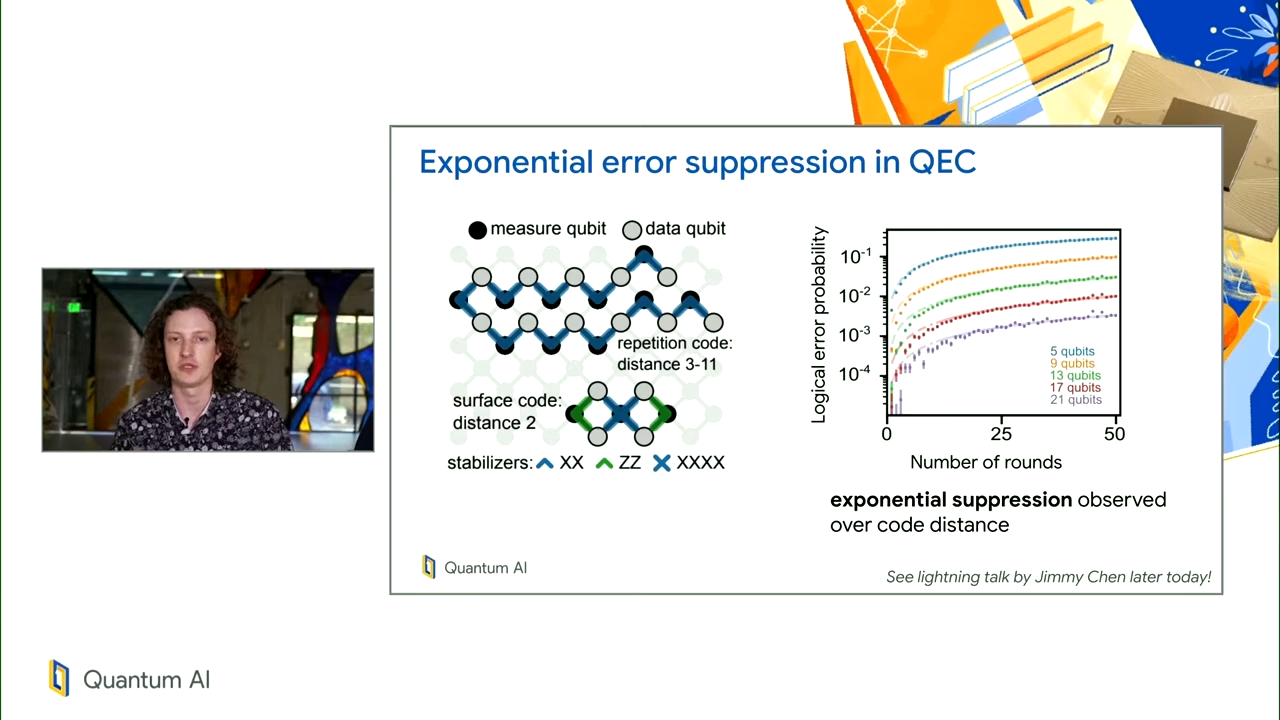 Exponential error suppression in QEC
measure qubit
data qubit
repetition code:
distance 3-11
surface code:
distance 2
stabilizers: XX ZZ XXXX
Logical error probability
10⁻¹
10⁻²
10⁻³
10⁻⁴
5 qubits
9 qubits
13 qubits
17 qubits
21 qubits
0 25 50
Number of rounds
exponential suppression observed
over code distance
Quantum AI
See lightning talk by Jimmy Chen later today!
Quantum AI